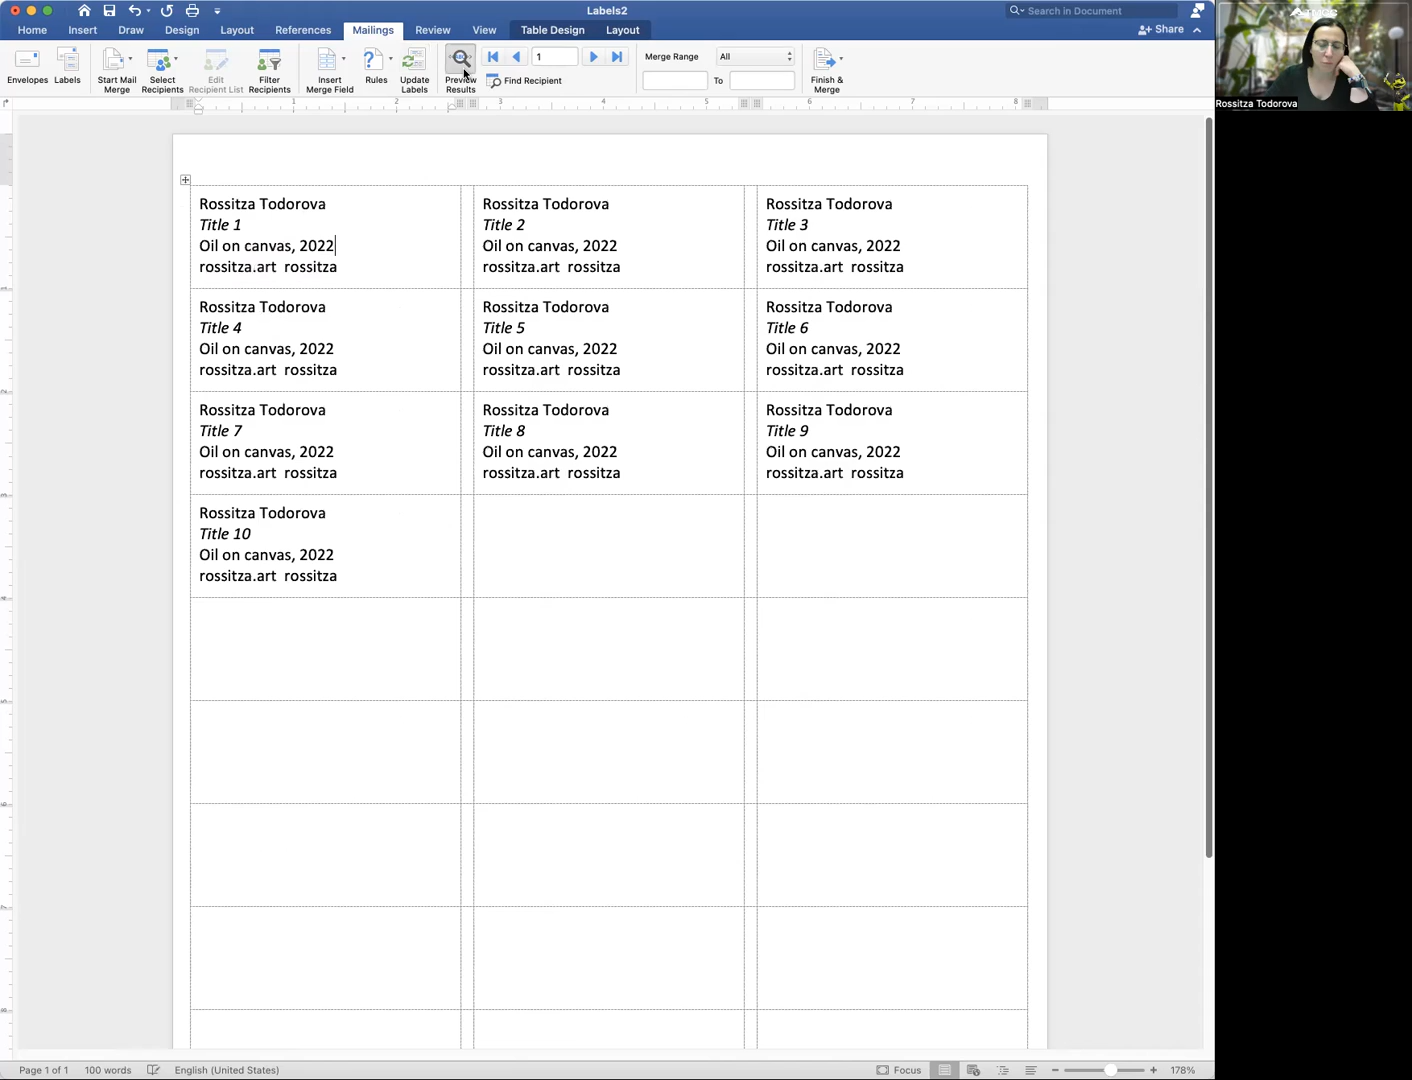 Labels2
Search in Document
Home Insert Draw Design Layout References Mailings Review View Table Design Layout
Share
Envelopes
Labels
Start Mail
Merge
Select
Recipients
Edit
Recipient List
Filter
Recipients
Insert
Merge Field
Rules
Update
Labels
Preview
Results
1
Find Recipient
Merge Range
All
To
Finish &
Merge
1 2 3 4 5 6 7 8
Rossitza Todorova
Title 1
Oil on canvas, 2022
rossitza.art rossitza
Rossitza Todorova
Title 2
Oil on canvas, 2022
rossitza.art rossitza
Rossitza Todorova
Title 3
Oil on canvas, 2022
rossitza.art rossitza
Rossitza Todorova
Title 4
Oil on canvas, 2022
rossitza.art rossitza
Rossitza Todorova
Title 5
Oil on canvas, 2022
rossitza.art rossitza
Rossitza Todorova
Title 6
Oil on canvas, 2022
rossitza.art rossitza
Rossitza Todorova
Title 7
Oil on canvas, 2022
rossitza.art rossitza
Rossitza Todorova
Title 8
Oil on canvas, 2022
rossitza.art rossitza
Rossitza Todorova
Title 9
Oil on canvas, 2022
rossitza.art rossitza
Rossitza Todorova
Title 10
Oil on canvas, 2022
rossitza.art rossitza
Page 1 of 1 100 words English (United States) Focus 178%
Rossitza Todorova